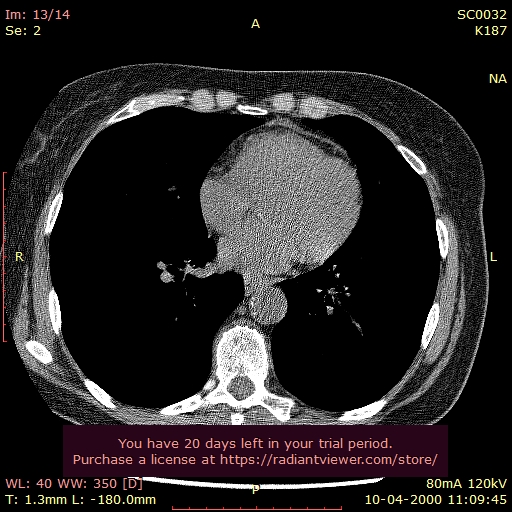 Im: 13/14
Se: 2
A
SC0032
K187
NA
R
L
You have 20 days left in your trial period.
Purchase a license at https://radiantviewer.com/store/
WL: 40 WW: 350 [D]
T: 1.3mm L: -180.0mm
P
80mA 120kV
10-04-2000 11:09:45